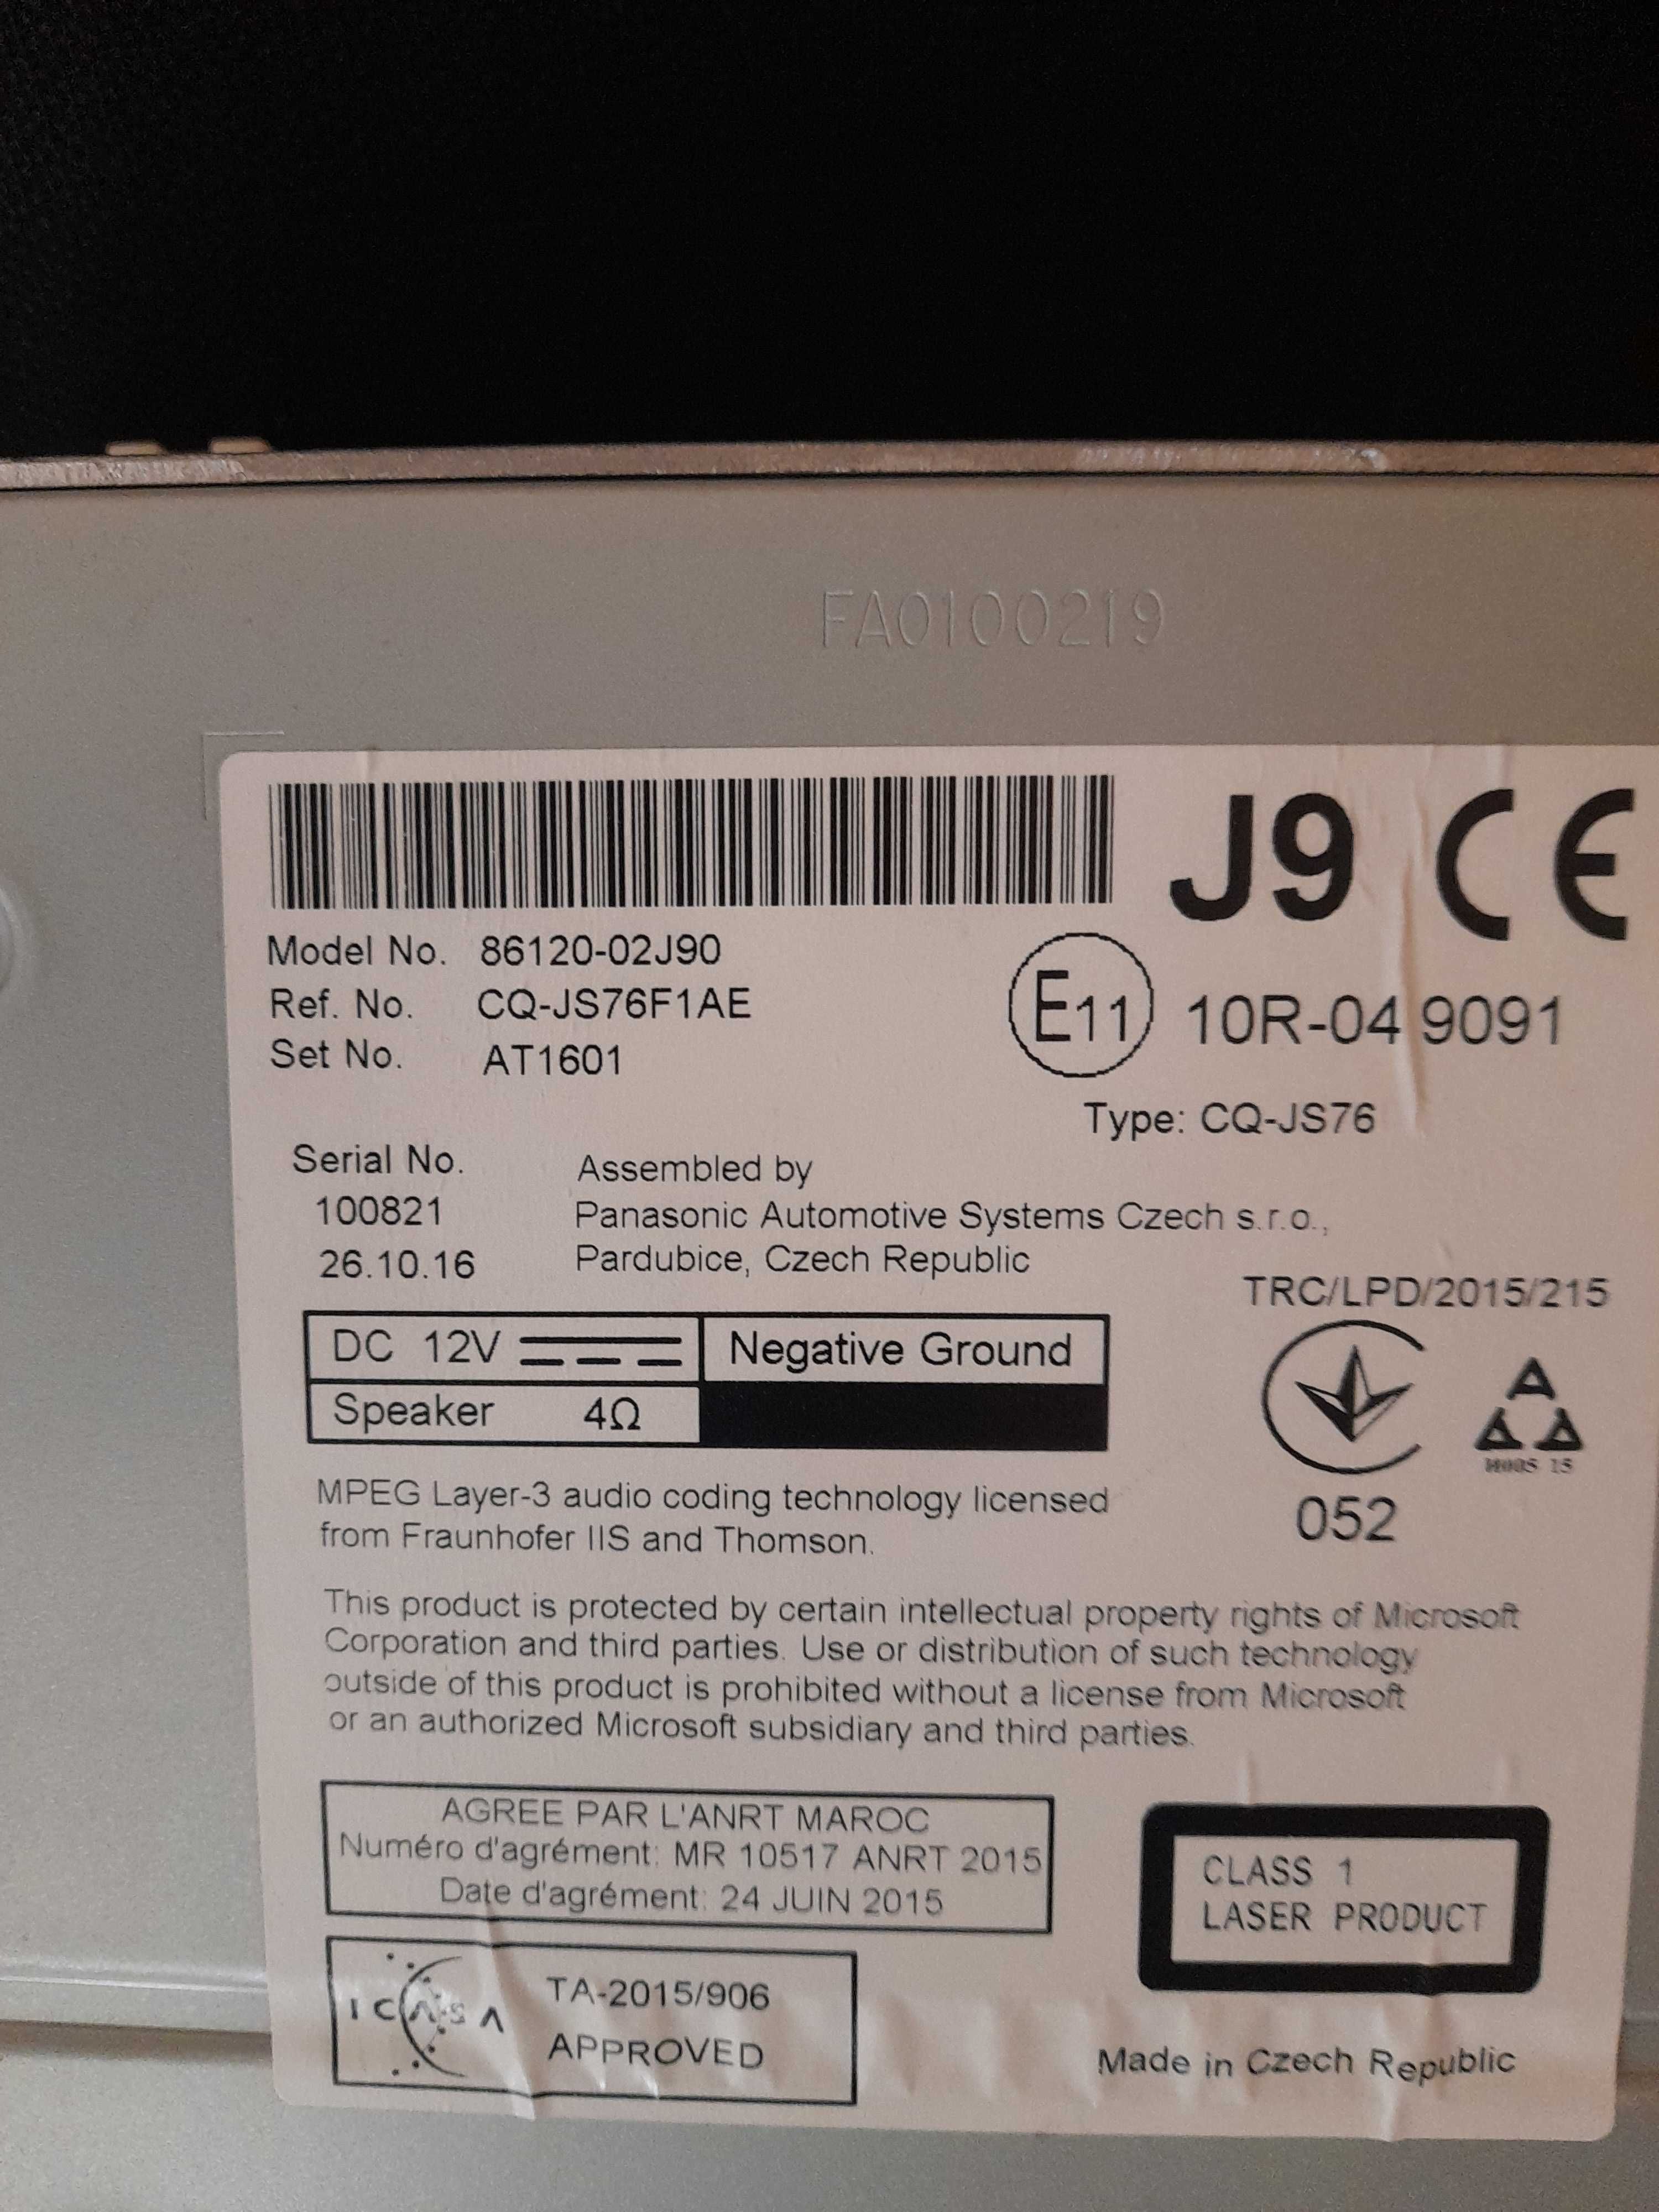 FA0100219
J9 CE
Model No. 86120-02J90
Ref. No. CQ-JS76F1AE
Set No. AT1601
E11 10R-04 9091
Type: CQ-JS76
Serial No.
100821
26.10.16
Assembled by
Panasonic Automotive Systems Czech s.r.o.,
Pardubice, Czech Republic
TRC/LPD/2015/215
DC 12V Negative Ground
Speaker 4Ω
H005 15
052
MPEG Layer-3 audio coding technology licensed
from Fraunhofer IIS and Thomson.
This product is protected by certain intellectual property rights of Microsoft
Corporation and third parties. Use or distribution of such technology
outside of this product is prohibited without a license from Microsoft
or an authorized Microsoft subsidiary and third parties.
AGREE PAR L'ANRT MAROC
Numéro d'agrément: MR 10517 ANRT 2015
Date d'agrément: 24 JUIN 2015
CLASS 1
LASER PRODUCT
ICASA
TA-2015/906
APPROVED
Made in Czech Republic